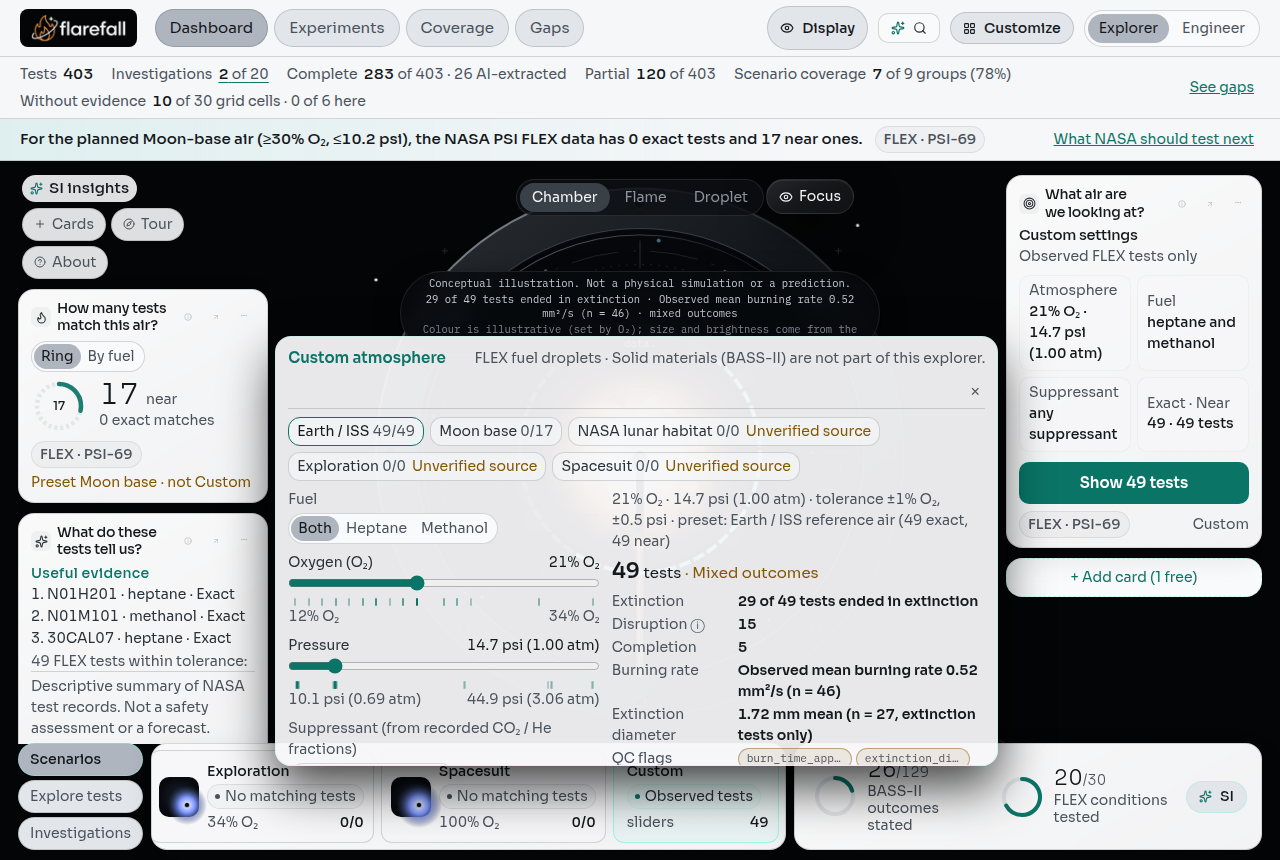 flarefall
Dashboard
Experiments
Coverage
Gaps
Display
Customize
Explorer
Engineer
Tests 403
Investigations 2 of 20
Complete 283 of 403 · 26 AI-extracted
Partial 120 of 403
Scenario coverage 7 of 9 groups (78%)
Without evidence 10 of 30 grid cells · 0 of 6 here
See gaps
For the planned Moon-base air (≥30% O₂, ≤10.2 psi), the NASA PSI FLEX data has 0 exact tests and 17 near ones.
FLEX · PSI-69
What NASA should test next
SI insights
+ Cards
Tour
About
How many tests
match this air?
Ring
By fuel
17
17 near
0 exact matches
FLEX · PSI-69
Preset Moon base · not Custom
What do these
tests tell us?
Useful evidence
1. N01H201 · heptane · Exact
2. N01M101 · methanol · Exact
3. 30CAL07 · heptane · Exact
49 FLEX tests within tolerance:
Descriptive summary of NASA
test records. Not a safety
assessment or a forecast.
Chamber
Flame
Droplet
Focus
Conceptual illustration. Not a physical simulation or a prediction.
29 of 49 tests ended in extinction · Observed mean burning rate 0.52
mm²/s (n = 46) · mixed outcomes
Colour is illustrative (set by O₂); size and brightness come from the
Custom atmosphere
FLEX fuel droplets · Solid materials (BASS-II) are not part of this explorer.
×
Earth / ISS 49/49
Moon base 0/17
NASA lunar habitat 0/0 Unverified source
Exploration 0/0 Unverified source
Spacesuit 0/0 Unverified source
Fuel
Both
Heptane
Methanol
Oxygen (O₂)
21% O₂
12% O₂
34% O₂
Pressure
14.7 psi (1.00 atm)
10.1 psi (0.69 atm)
44.9 psi (3.06 atm)
Suppressant (from recorded CO₂ / He
fractions)
21% O₂ · 14.7 psi (1.00 atm) · tolerance ±1% O₂,
±0.5 psi · preset: Earth / ISS reference air (49 exact,
49 near)
49 tests · Mixed outcomes
Extinction
29 of 49 tests ended in extinction
Disruption ⓘ
15
Completion
5
Burning rate
Observed mean burning rate 0.52
mm²/s (n = 46)
Extinction
diameter
1.72 mm mean (n = 27, extinction
tests only)
QC flags
burn_time_app…
extinction_di…
What air are
we looking at?
Custom settings
Observed FLEX tests only
Atmosphere
21% O₂ ·
14.7 psi
(1.00 atm)
Fuel
heptane and
methanol
Suppressant
any
suppressant
Exact · Near
49 · 49 tests
Show 49 tests
FLEX · PSI-69
Custom
+ Add card (1 free)
Scenarios
Explore tests
Investigations
Exploration
• No matching tests
34% O₂
0/0
Spacesuit
• No matching tests
100% O₂
0/0
Custom
• Observed tests
sliders
49
26/129
BASS-II
outcomes
stated
20/30
FLEX conditions
tested
SI